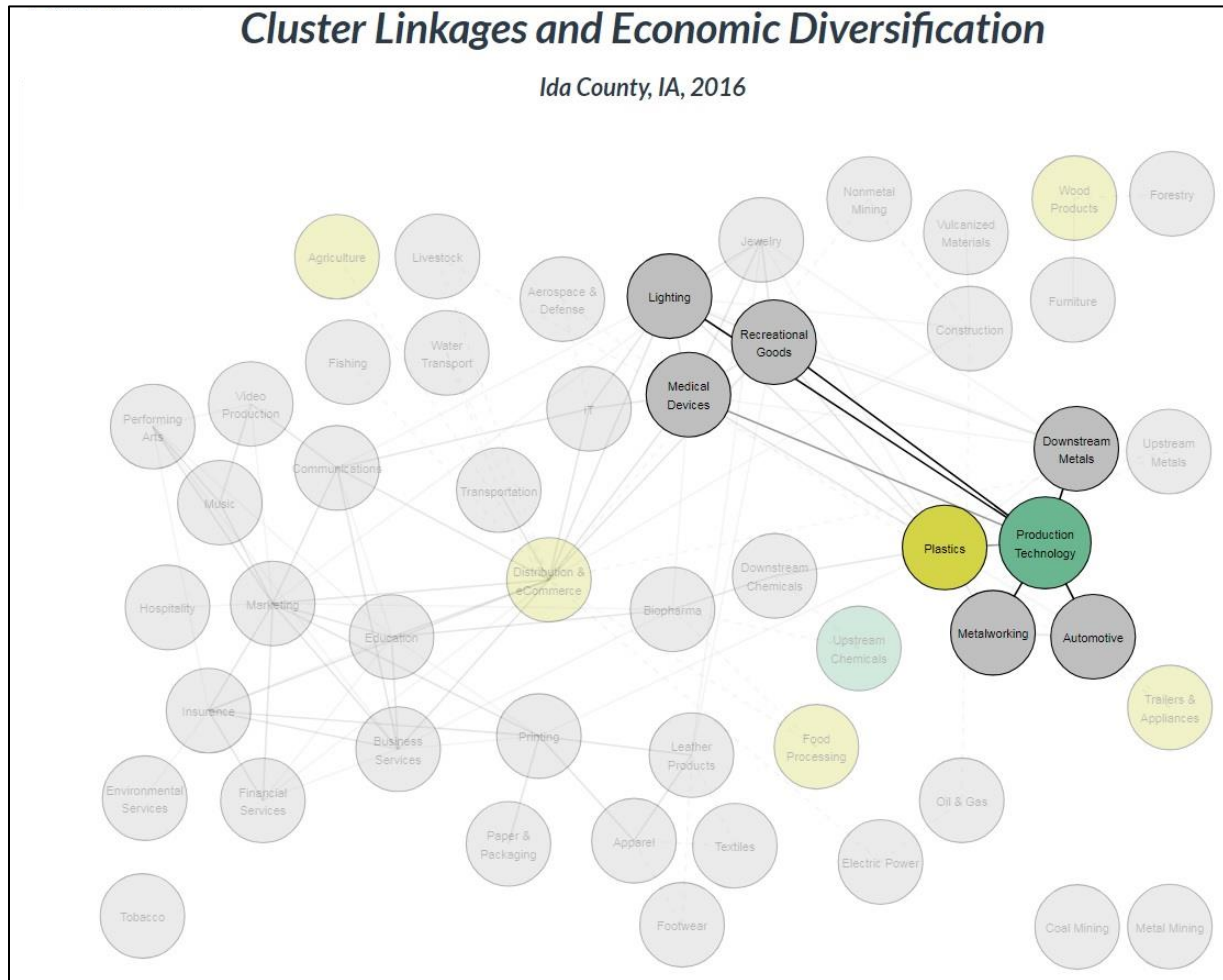 Cluster Linkages and Economic Diversification
Ida County, IA, 2016
Nonmetal
Mining
Wood
Products
Forestry
Vulcanized
Materials
Jewelry
Agriculture
Livestock
Aerospace &
Defense
Lighting
Furniture
Construction
Recreational
Goods
Fishing
Water
Transport
Medical
Devices
IT
Video
Production
Performing
Arts
Downstream
Metals
Upstream
Metals
Communications
Music
Transportation
Production
Technology
Plastics
Distribution &
eCommerce
Downstream
Chemicals
Hospitality
Marketing
Biopharma
Education
Metalworking
Automotive
Upstream
Chemicals
Insurance
Trailers &
Appliances
Business
Services
Printing
Leather
Products
Food
Processing
Environmental
Services
Financial
Services
Oil & Gas
Paper &
Packaging
Apparel
Textiles
Electric Power
Tobacco
Footwear
Coal Mining
Metal Mining